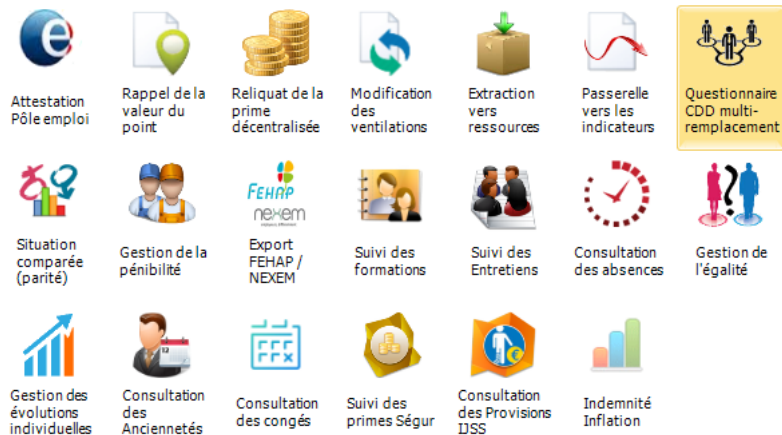 Attestation
Pôle emploi
Rappel de la
valeur du
point
Reliquat de la
prime
décentralisée
Modification
des
ventilations
Extraction
vers
ressources
Passerelle
vers les
indicateurs
Questionnaire
CDD multi-
remplacement
Situation
comparée
(parité)
Gestion de la
pénibilité
FEHAP
nexem
Export
FEHAP /
NEXEM
Suivi des
formations
Suivi des
Entretiens
Consultation
des absences
?
Gestion de
l'égalité
Gestion des
évolutions
individuelles
12
Consultation
des
Anciennetés
Consultation
des congés
Suivi des
primes Ségur
Consultation
des Provisions
IJSS
Indemnité
Inflation